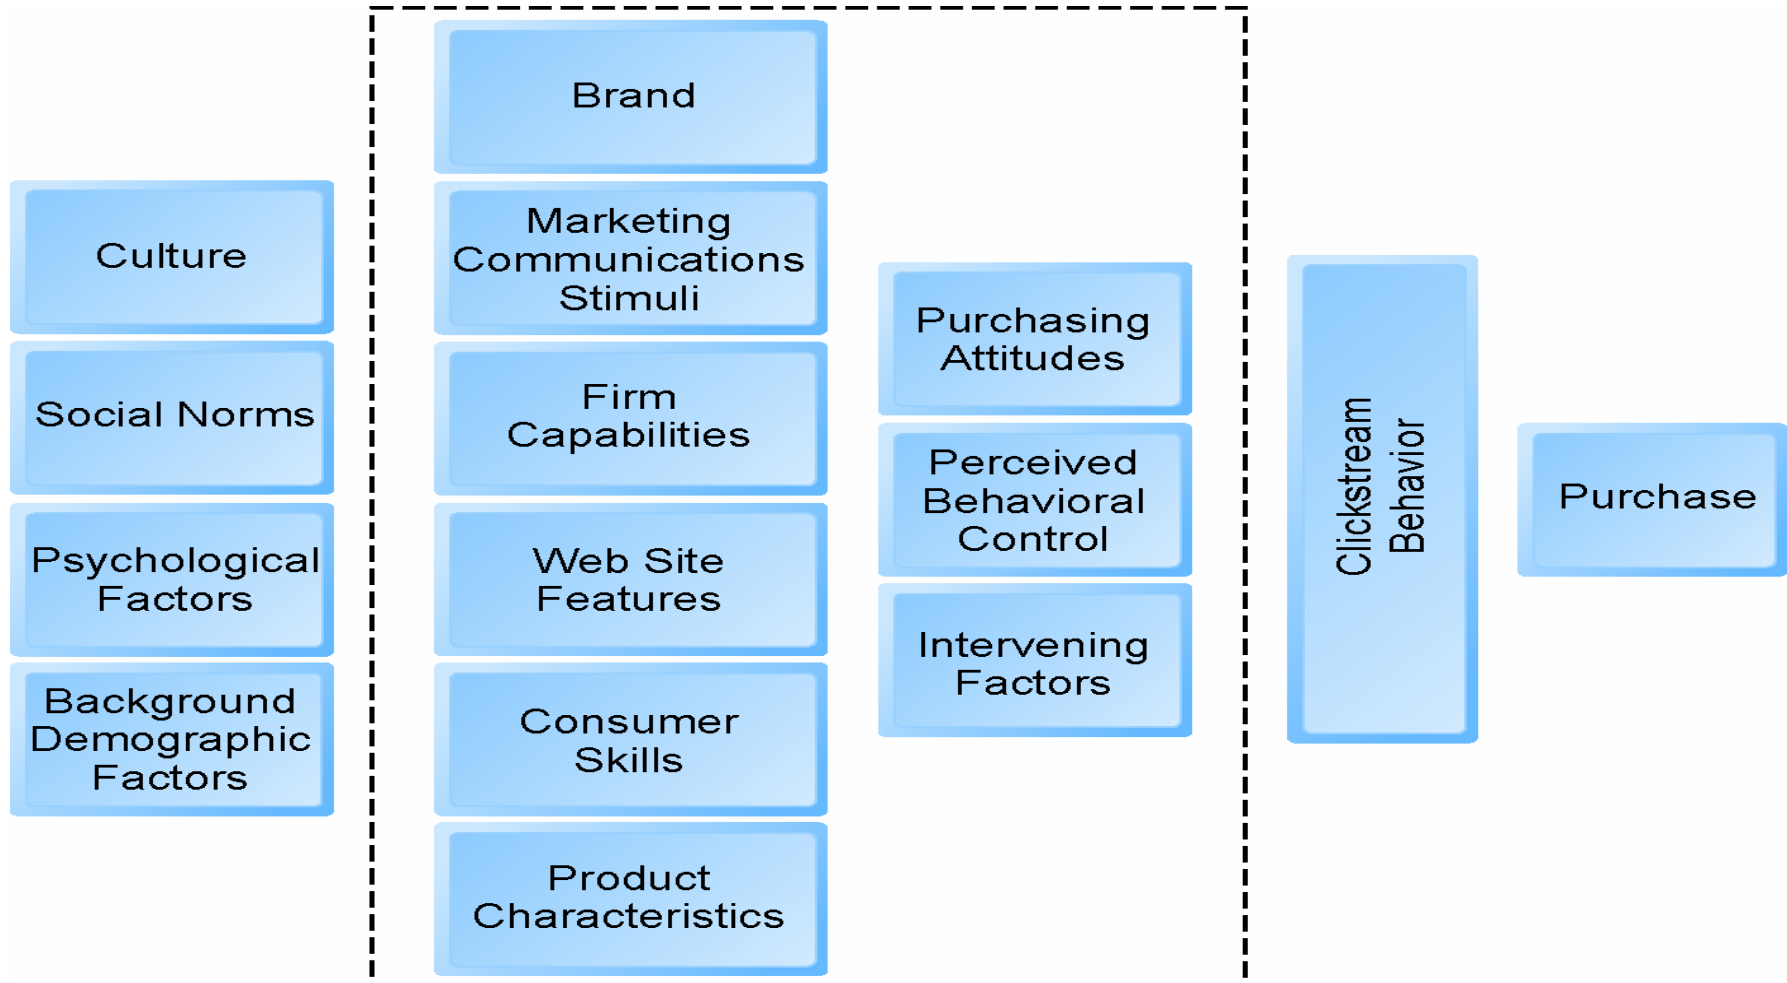 Culture
Social Norms
Psychological
Factors
Background
Demographic
Factors
Brand
Marketing
Communications
Stimuli
Firm
Capabilities
Web Site
Features
Consumer
Skills
Product
Characteristics
Purchasing
Attitudes
Perceived
Behavioral
Control
Intervening
Factors
Clickstream
Behavior
Purchase